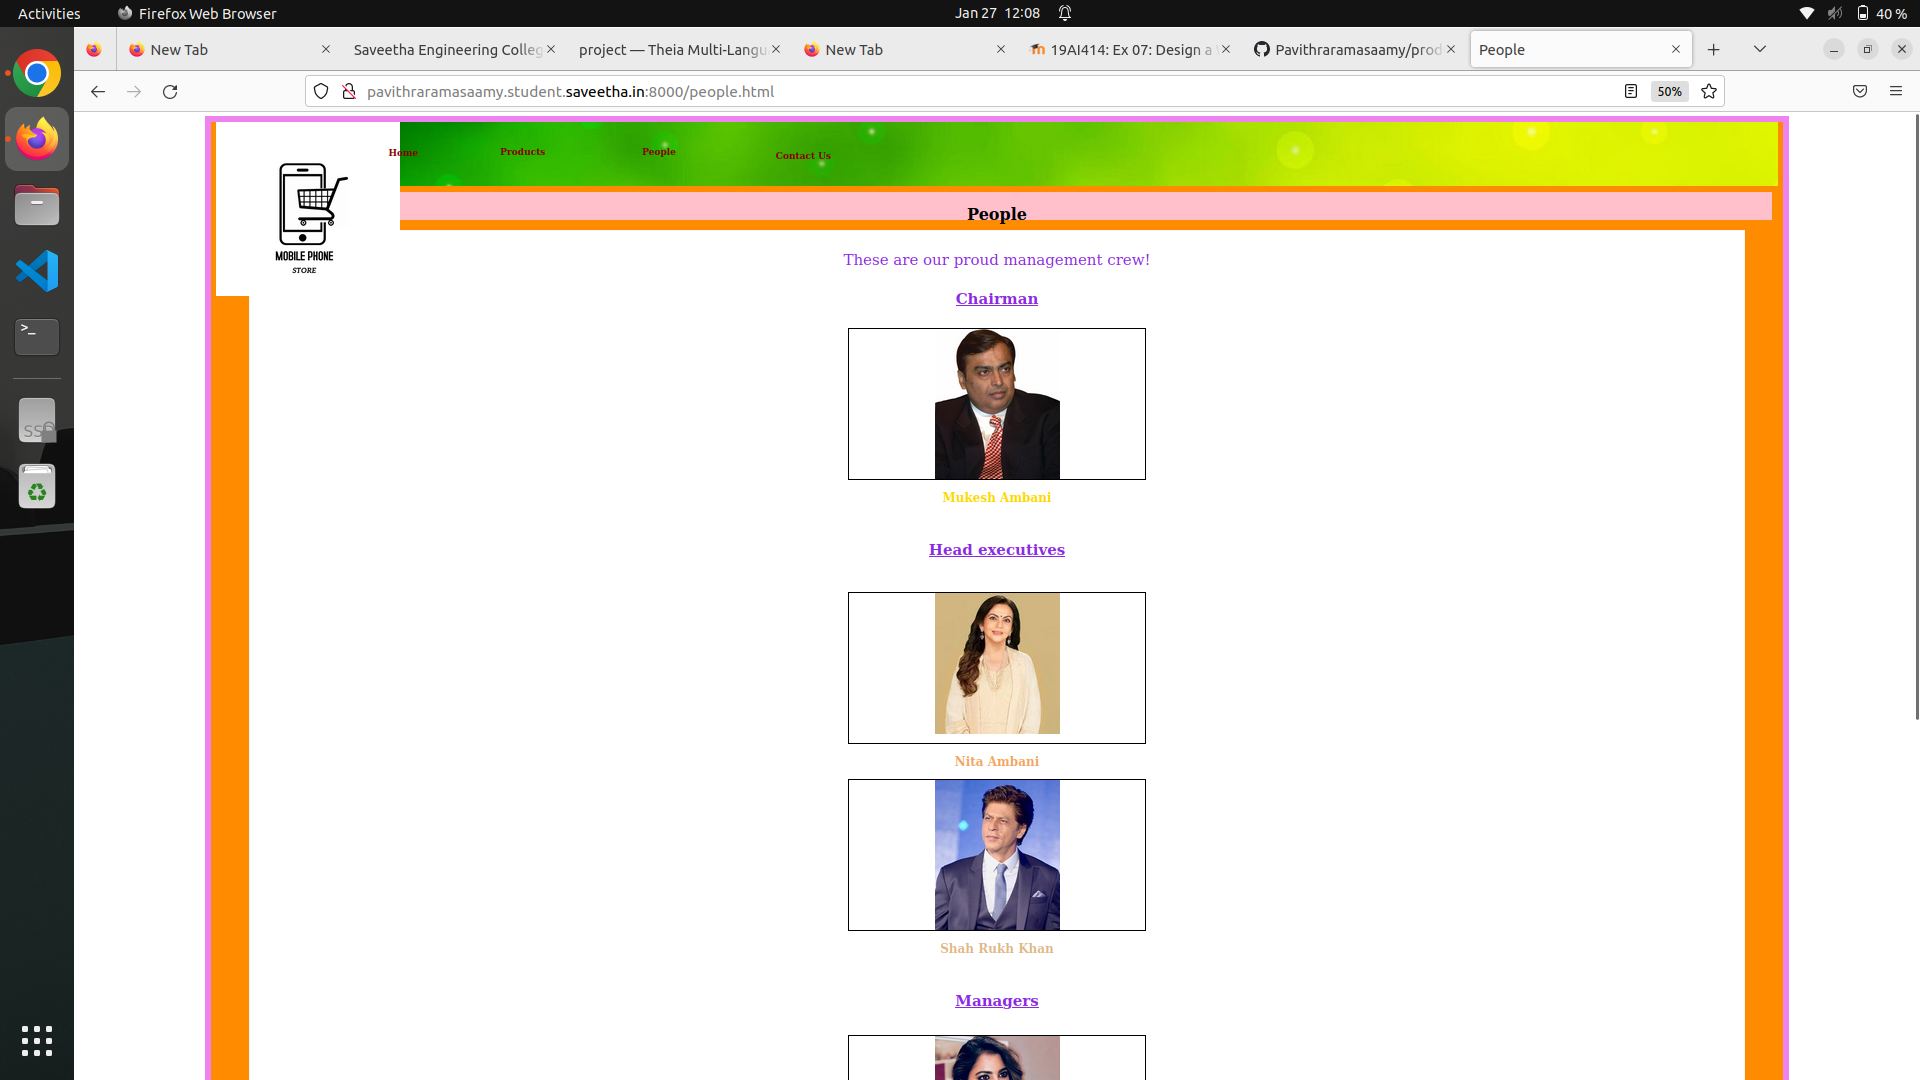 Activities
Firefox Web Browser
Jan 27 12:08
40 %
New Tab
Saveetha Engineering Colleg
project — Theia Multi-Langu
New Tab
19AI414: Ex 07: Design a
Pavithraramasaamy/prod
People
pavithraramasaamy.student.saveetha.in:8000/people.html
50%
Home
Products
People
Contact Us
MOBILE PHONE
STORE
People
These are our proud management crew!
Chairman
Mukesh Ambani
Head executives
Nita Ambani
Shah Rukh Khan
Managers